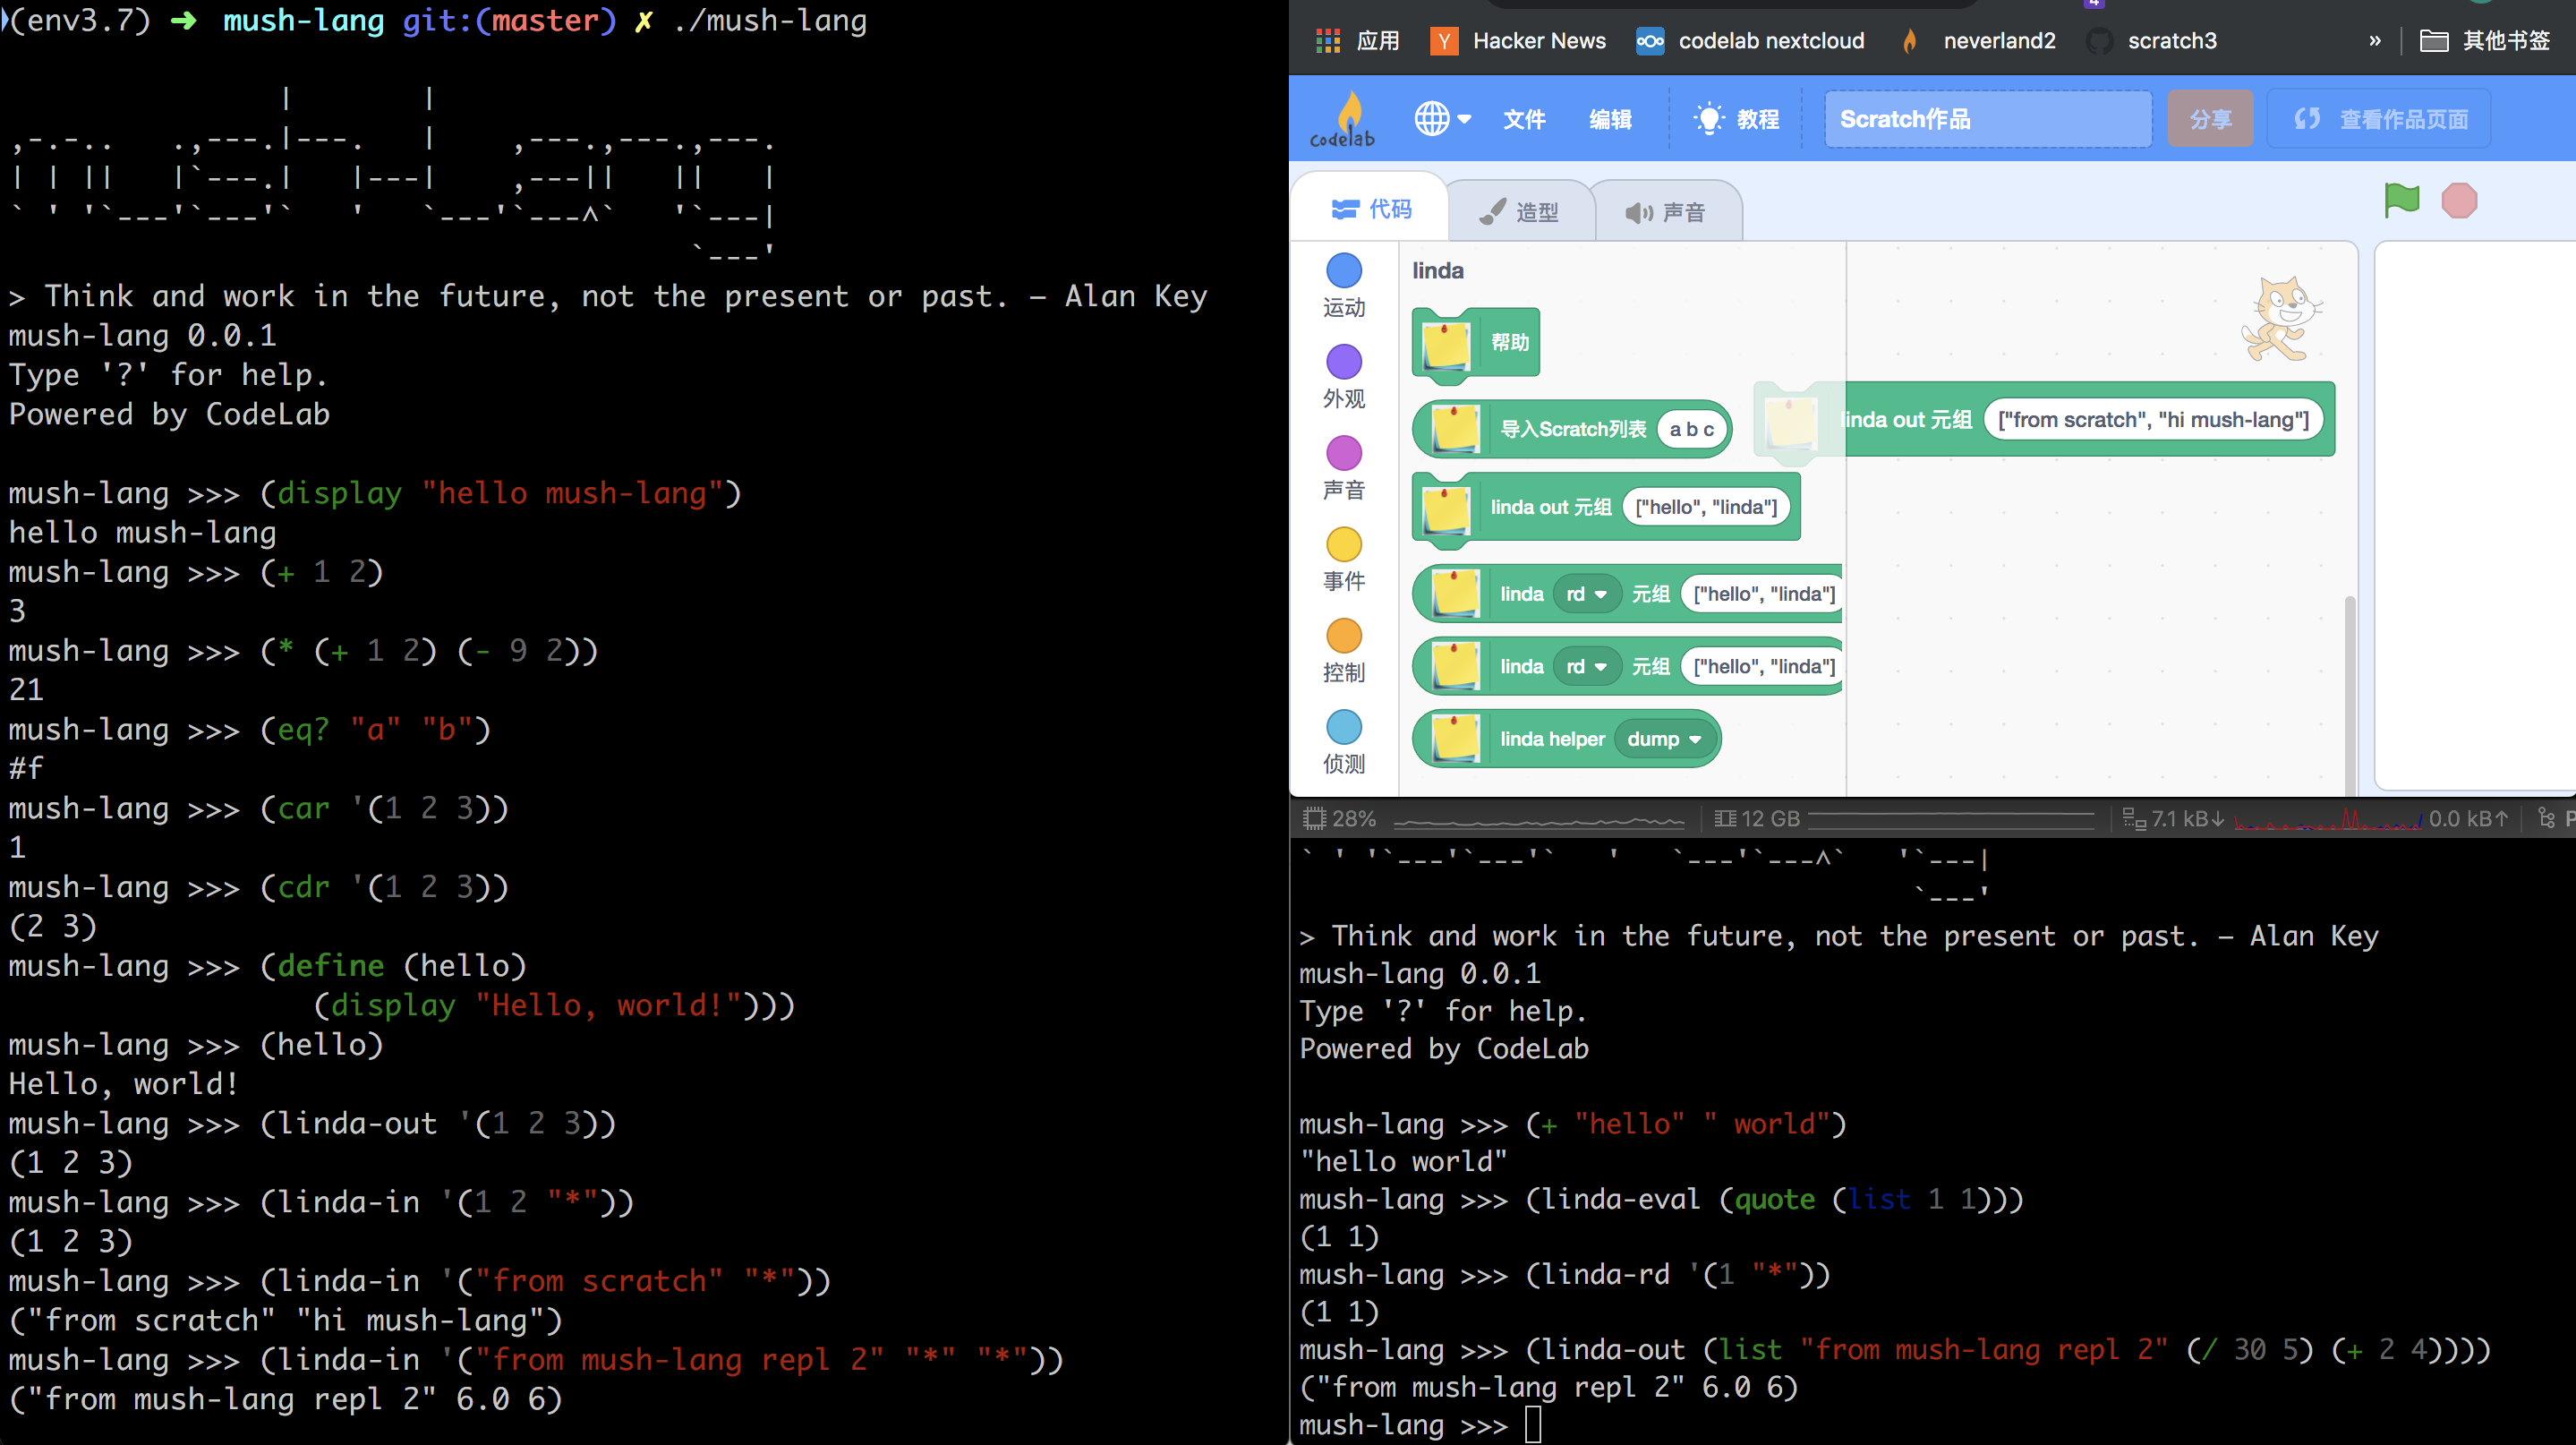 (env3.7) ➜ mush-lang git:(master) ✗ ./mush-lang
> Think and work in the future, not the present or past. — Alan Key
mush-lang 0.0.1
Type '?' for help.
Powered by CodeLab
mush-lang >>> (display "hello mush-lang")
hello mush-lang
mush-lang >>> (+ 1 2)
3
mush-lang >>> (* (+ 1 2) (- 9 2))
21
mush-lang >>> (eq? "a" "b")
#f
mush-lang >>> (car '(1 2 3))
1
mush-lang >>> (cdr '(1 2 3))
(2 3)
mush-lang >>> (define (hello)
(display "Hello, world!")))
mush-lang >>> (hello)
Hello, world!
mush-lang >>> (linda-out '(1 2 3))
(1 2 3)
mush-lang >>> (linda-in '(1 2 "*"))
(1 2 3)
mush-lang >>> (linda-in '("from scratch" "*"))
("from scratch" "hi mush-lang")
mush-lang >>> (linda-in '("from mush-lang repl 2" "*" "*"))
("from mush-lang repl 2" 6.0 6)
4
应用 Y Hacker News codelab nextcloud neverland2 scratch3 » 其他书签
codelab 文件 编辑 教程 Scratch作品 分享 查看作品页面
代码 造型 声音
运动
外观
声音
事件
控制
侦测
linda
帮助
导入Scratch列表 a b c
linda out 元组 ["hello", "linda"]
linda rd 元组 ["hello", "linda"]
linda rd 元组 ["hello", "linda"]
linda helper dump
linda out 元组 ["from scratch", "hi mush-lang"]
28% 12 GB 7.1 kB↓ 0.0 kB↑
> Think and work in the future, not the present or past. — Alan Key
mush-lang 0.0.1
Type '?' for help.
Powered by CodeLab
mush-lang >>> (+ "hello" " world")
"hello world"
mush-lang >>> (linda-eval (quote (list 1 1)))
(1 1)
mush-lang >>> (linda-rd '(1 "*"))
(1 1)
mush-lang >>> (linda-out (list "from mush-lang repl 2" (/ 30 5) (+ 2 4))))
("from mush-lang repl 2" 6.0 6)
mush-lang >>>